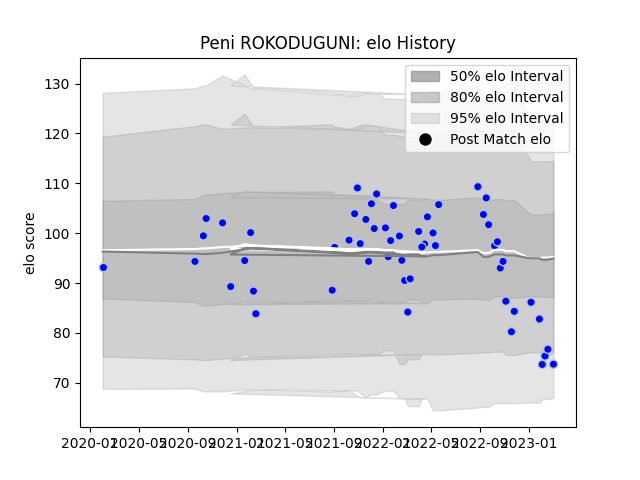 Peni ROKODUGUNI: elo History
50% elo Interval
80% elo Interval
95% elo Interval
Post Match elo
elo score
130
120
110
100
90
80
70
2020-01 2020-05 2020-09 2021-01 2021-05 2021-09 2022-01 2022-05 2022-09 2023-01